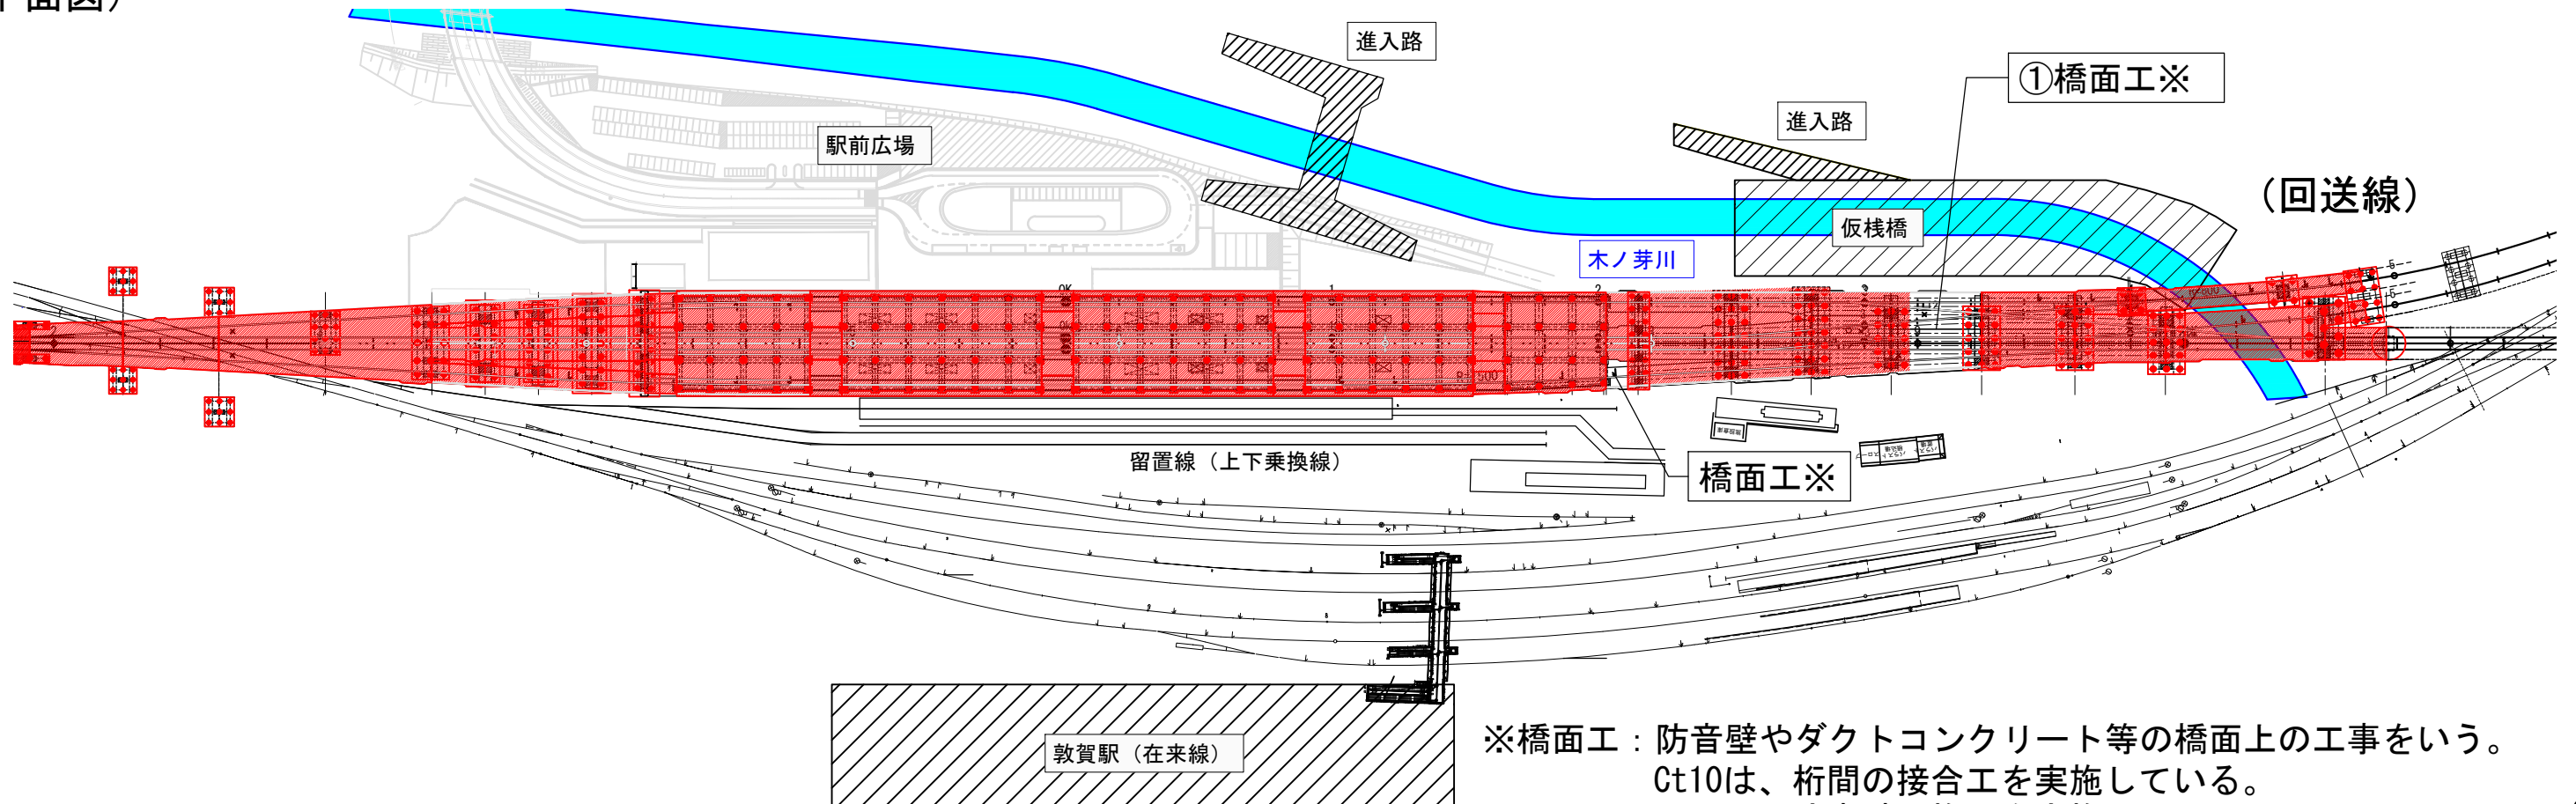 進入路
①橋面工※
駅前広場
進入路
(回送線)
仮桟橋
木ノ芽川
留置線（上下乗換線）
橋面工※
敦賀駅（在来線）
※橋面工：防音壁やダクトコンクリート等の橋面上の工事をいう。
Ct10は、桁間の接合工を実施している。